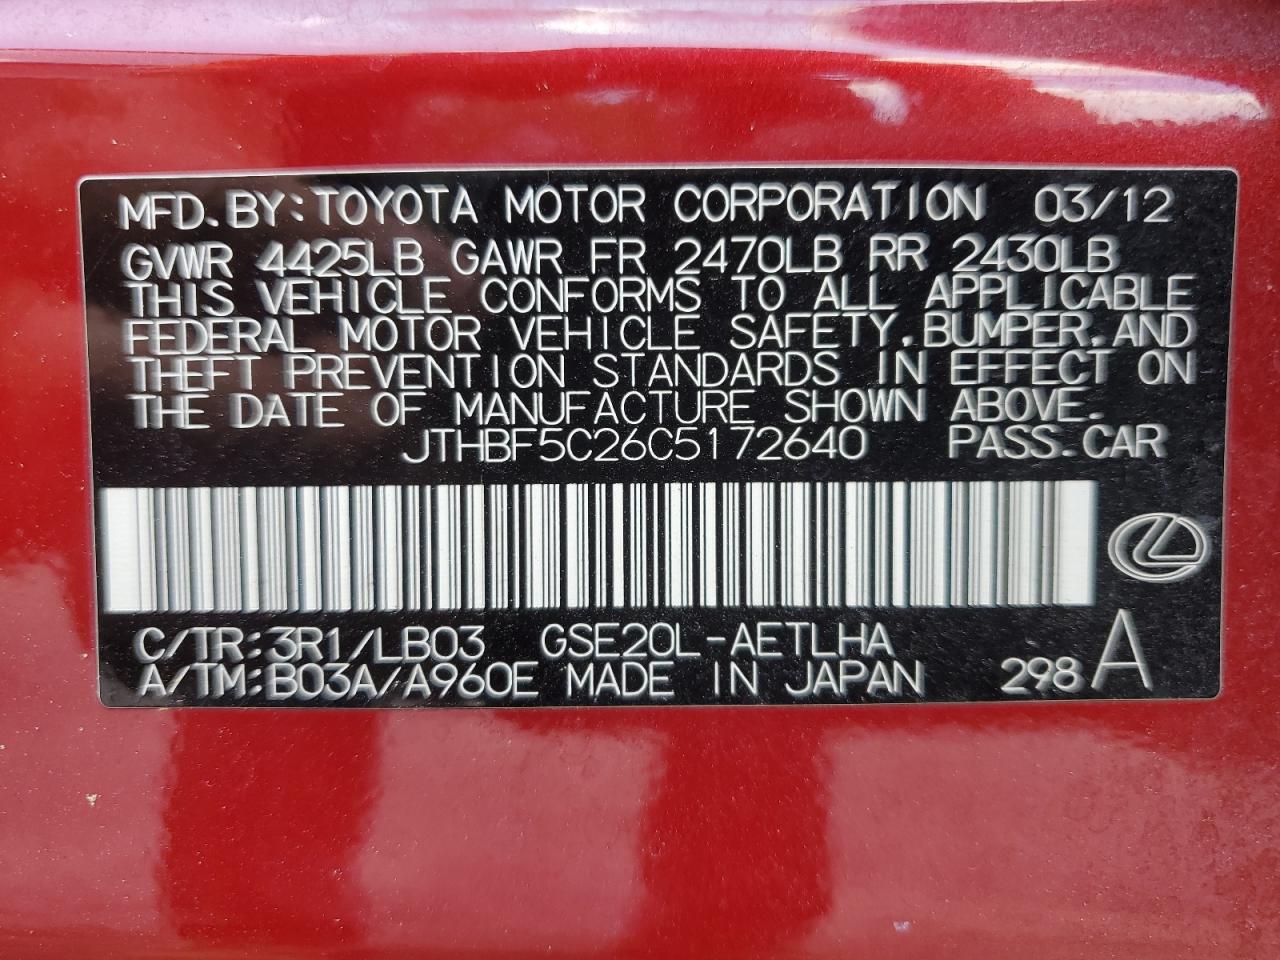 MFD. BY: TOYOTA MOTOR CORPORATION 03/12
GVWR 4425LB GAWR FR 2470LB RR 2430LB
THIS VEHICLE CONFORMS TO ALL APPLICABLE
FEDERAL MOTOR VEHICLE SAFETY, BUMPER, AND
THEFT PREVENTION STANDARDS IN EFFECT ON
THE DATE OF MANUFACTURE SHOWN ABOVE.
JTHBF5C26C5172640 PASS. CAR
C/TR: 3R1/LB03 GSE20L-AETLHA
A/TM: B03A/A960E MADE IN JAPAN 298 A